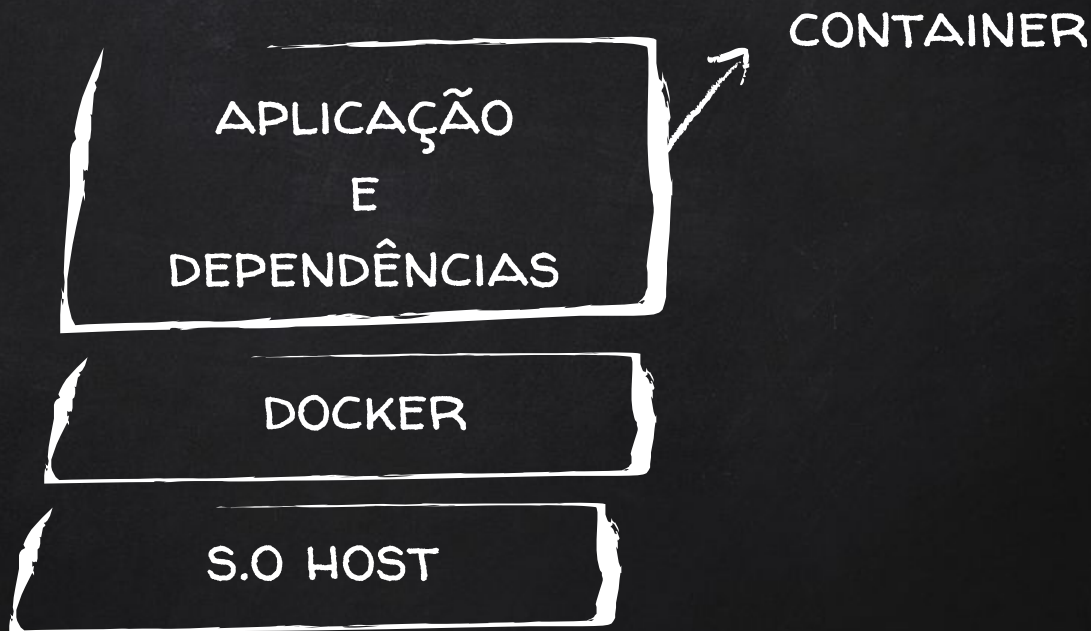 CONTAINER
APLICAÇÃO
E
DEPENDÊNCIAS
DOCKER
S.O HOST